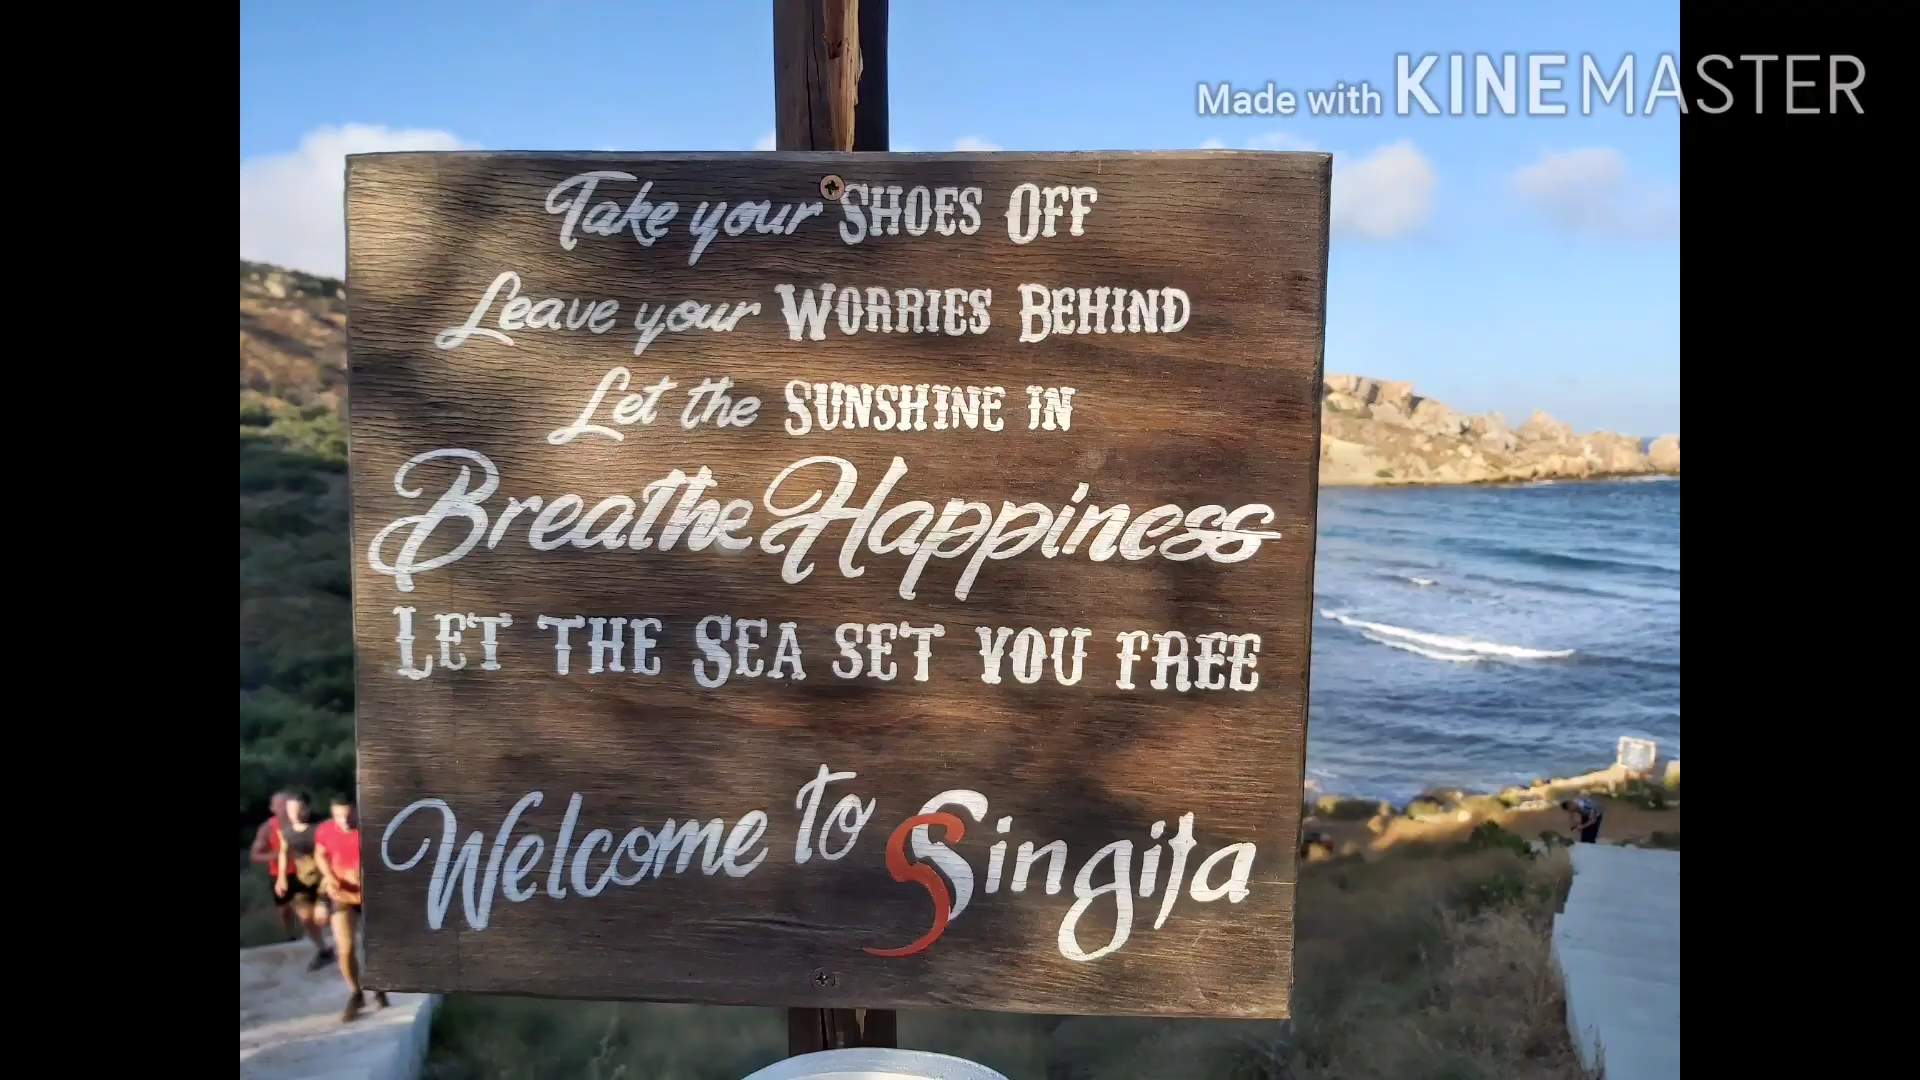 Made with KINEMASTER
Take your SHOES OFF
Leave your WORRIES BEHIND
Let the SUNSHINE IN
Breathe Happiness
LET THE SEA SET YOU FREE
Welcome to Singita